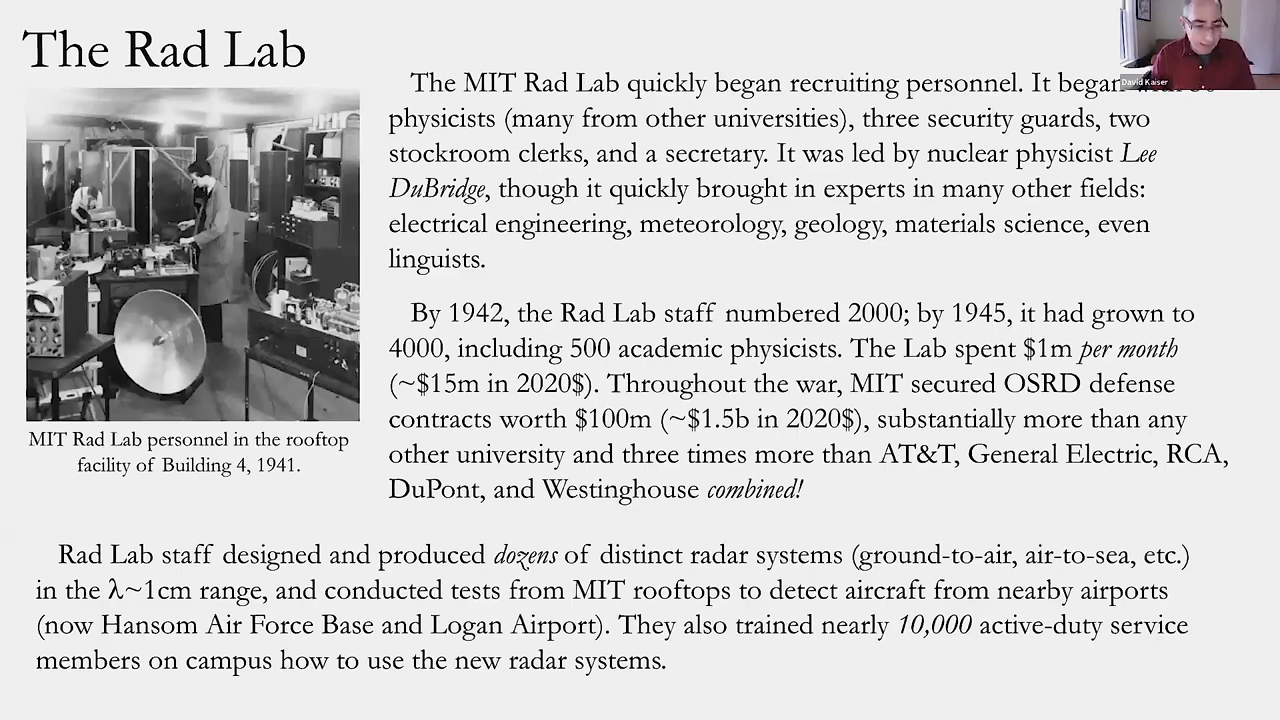 The Rad Lab
David Kaiser
The MIT Rad Lab quickly began recruiting personnel. It began
physicists (many from other universities), three security guards, two
stockroom clerks, and a secretary. It was led by nuclear physicist Lee
DuBridge, though it quickly brought in experts in many other fields:
electrical engineering, meteorology, geology, materials science, even
linguists.
By 1942, the Rad Lab staff numbered 2000; by 1945, it had grown to
4000, including 500 academic physicists. The Lab spent $1m per month
(~$15m in 2020$). Throughout the war, MIT secured OSRD defense
contracts worth $100m (~$1.5b in 2020$), substantially more than any
other university and three times more than AT&T, General Electric, RCA,
DuPont, and Westinghouse combined!
MIT Rad Lab personnel in the rooftop
facility of Building 4, 1941.
Rad Lab staff designed and produced dozens of distinct radar systems (ground-to-air, air-to-sea, etc.)
in the λ~1cm range, and conducted tests from MIT rooftops to detect aircraft from nearby airports
(now Hansom Air Force Base and Logan Airport). They also trained nearly 10,000 active-duty service
members on campus how to use the new radar systems.